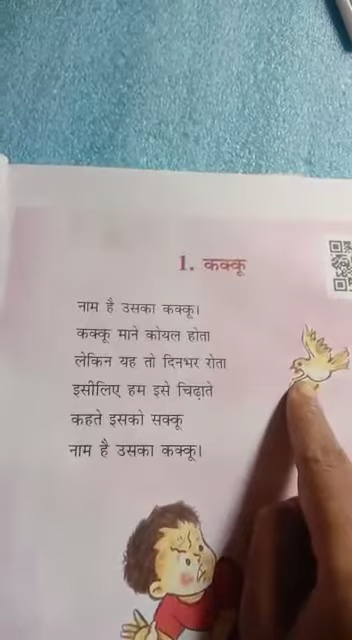 1. कक्कू
नाम है उसका कक्कू।
कक्कू माने कोयल होता
लेकिन यह तो दिनभर रोता
इसीलिए हम इसे चिढ़ाते
कहते इसको सक्कू
नाम है उसका कक्कू।